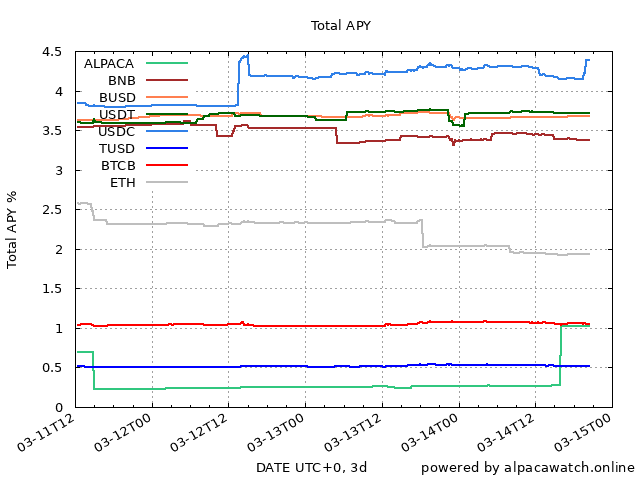 Total APY
Total APY %
4.5
4
3.5
3
2.5
2
1.5
1
0.5
0
ALPACA
BNB
BUSD
USDT
USDC
TUSD
BTCB
ETH
03-11T12
03-12T00
03-12T12
03-13T00
03-13T12
03-14T00
03-14T12
03-15T00
DATE UTC+0, 3d
powered by alpacawatch.online